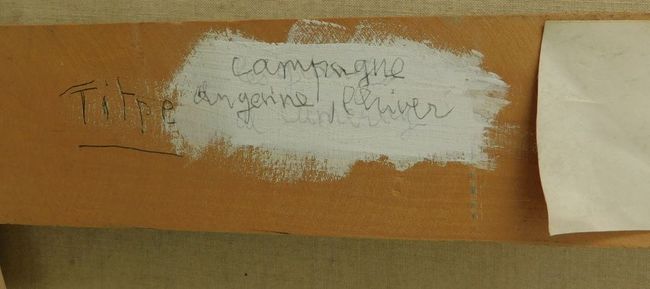 campagne
Titre angevine, l'hiver